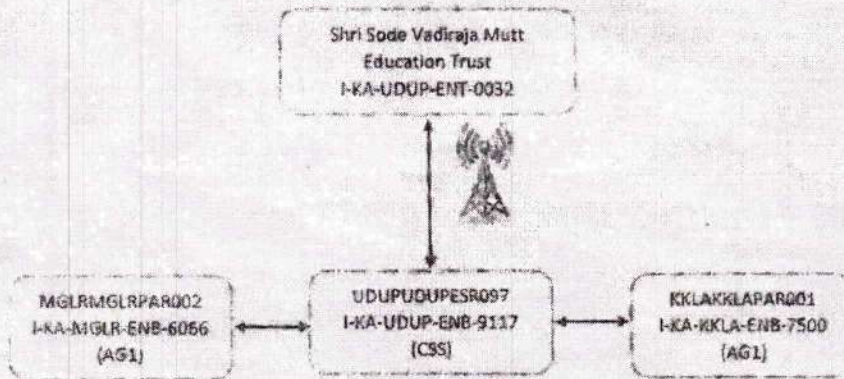 Shri Sode Vadiraja Mutt
Education Trust
I-KA-UDUP-ENT-0032
MGLRMGLRPAR002
I-KA-MGLR-ENB-6066
(AG1)
UDUPUDUPESR097
I-KA-UDUP-ENB-9117
(CSS)
KKLAKKLAPAR001
I-KA-KKLA-ENB-7500
(AG1)